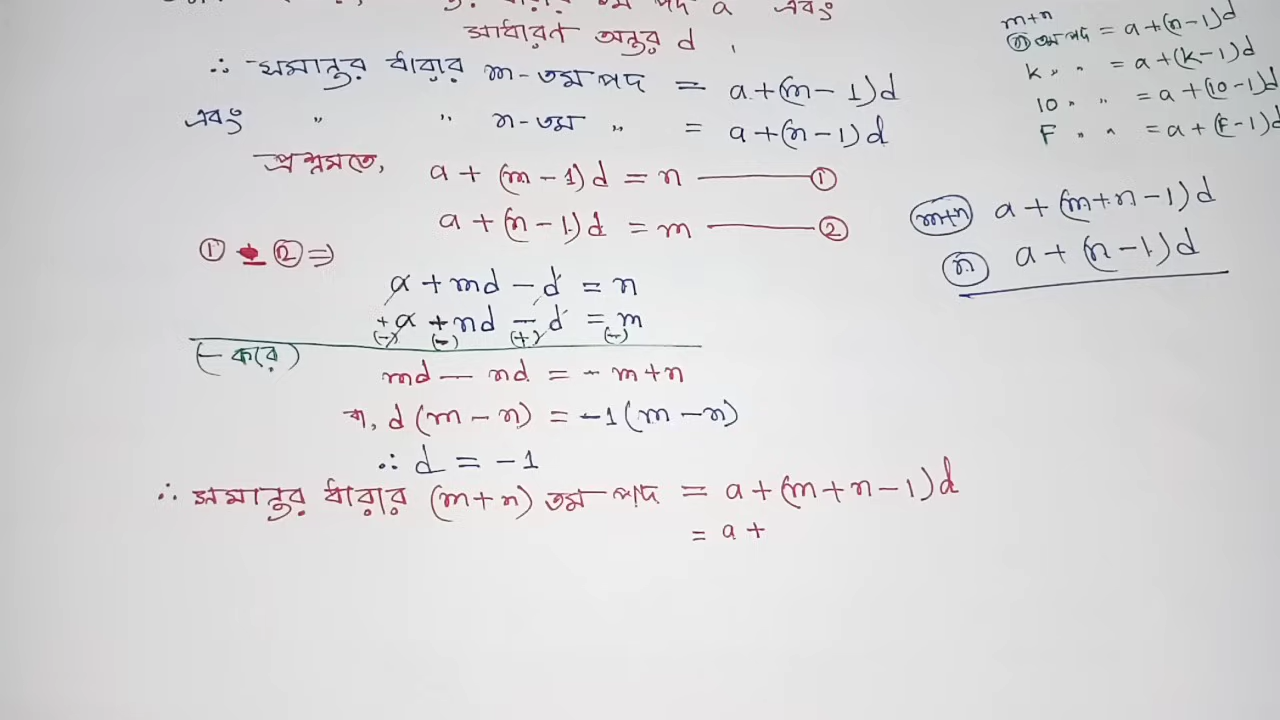 পদ a এবং
সাধারণ অন্তর d ,
∴ সমান্তর ধারার m-তম পদ = a+(m-1)d
এবং " " n-তম " = a+(n-1)d
প্রশ্নমতে, a+(m-1)d = n ——— ①
a+(n-1)d = m ——— ②
① - ② ⇒
a+md-d = n
+a +nd - d = m
(-) (-) (+) (-)
(- করে)
md - nd = -m+n
বা, d(m-n) = -1(m-n)
∴ d = -1
∴ সমান্তর ধারার (m+n) তম পদ = a+(m+n-1)d
= a+
m+n
(n) তম পদ = a+(n-1)d
K " " = a+(k-1)d
10 " " = a+(10-1)d
F " " = a+(F-1)d
(m+n) a+(m+n-1)d
(n) a+(n-1)d